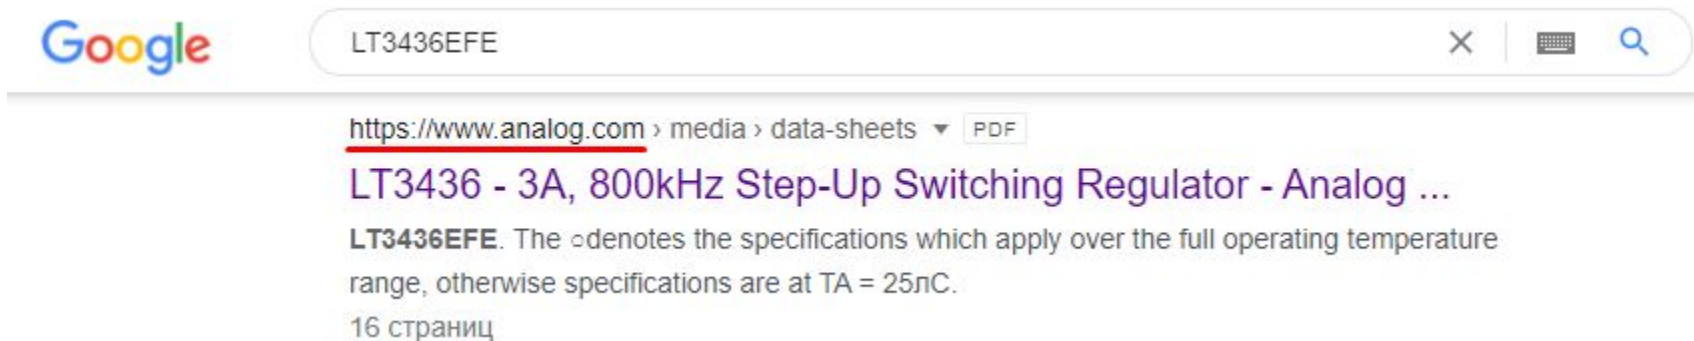 Google LT3436EFE
https://www.analog.com › media › data-sheets PDF
LT3436 - 3A, 800kHz Step-Up Switching Regulator - Analog ...
LT3436EFE. The ○denotes the specifications which apply over the full operating temperature
range, otherwise specifications are at TA = 25лC.
16 страниц